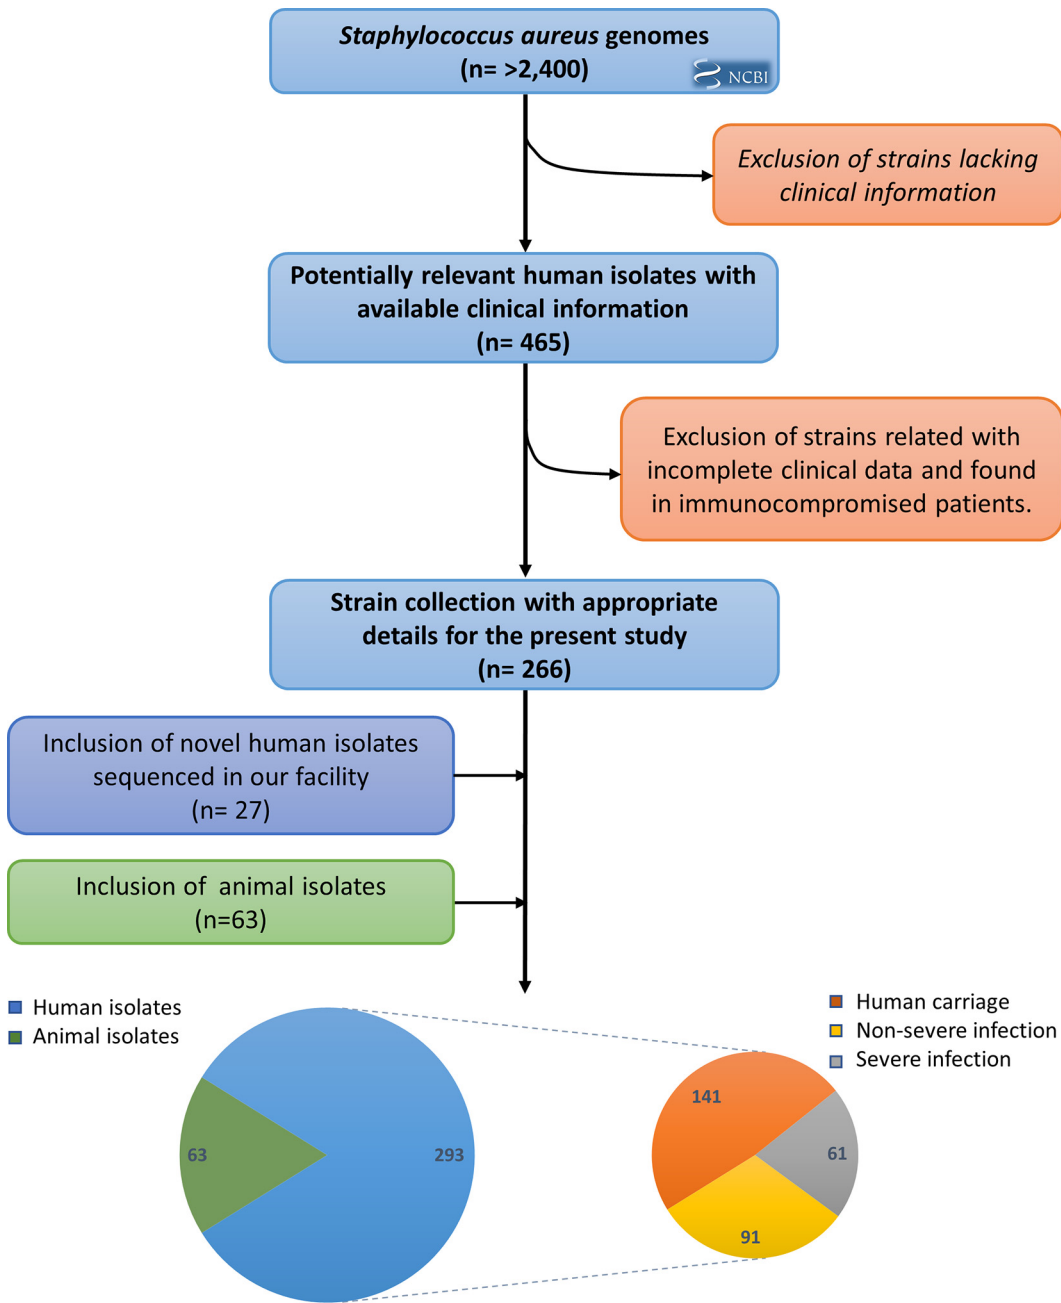 Staphylococcus aureus genomes
(n= >2,400)
NCBI
Exclusion of strains lacking
clinical information
Potentially relevant human isolates with
available clinical information
(n= 465)
Exclusion of strains related with
incomplete clinical data and found
in immunocompromised patients.
Strain collection with appropriate
details for the present study
(n= 266)
Inclusion of novel human isolates
sequenced in our facility
(n= 27)
Inclusion of  animal isolates
(n=63)
Human isolates
Animal isolates
Human carriage
Non-severe infection
Severe infection
63
293
141
61
91